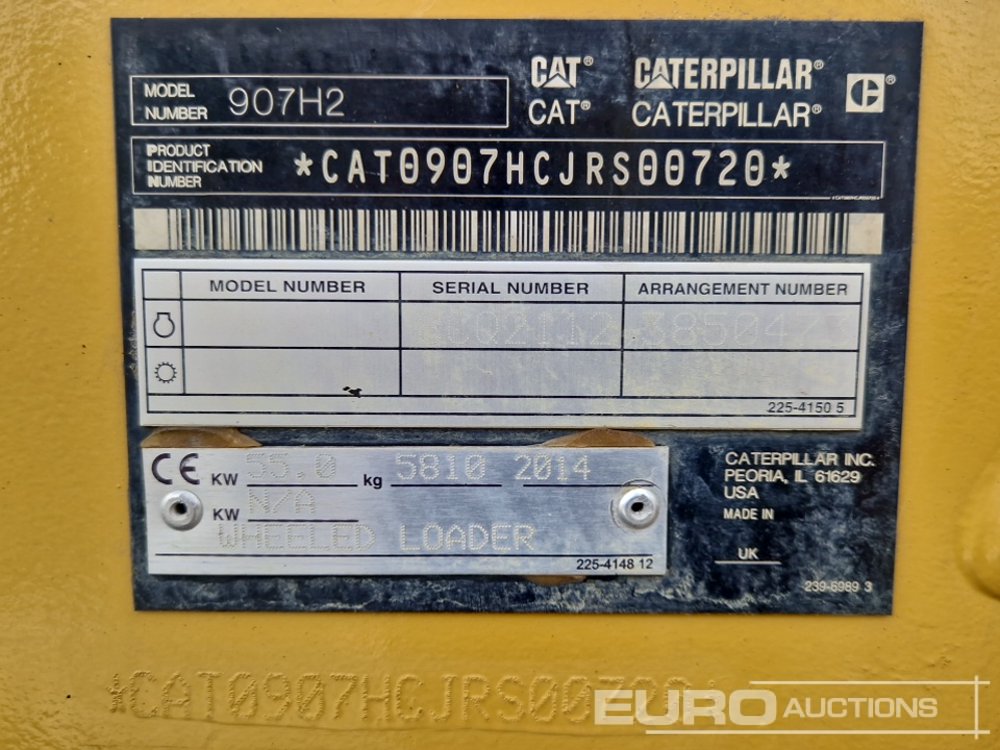 MODEL NUMBER 907H2
CAT® CATERPILLAR®
CAT® CATERPILLAR®
PRODUCT IDENTIFICATION NUMBER *CAT0907HCJRS00720*
MODEL NUMBER SERIAL NUMBER ARRANGEMENT NUMBER
225-4150 5
CE KW 55.0 kg 5810 2014
KW N/A
WHEELED LOADER
225-4148 12
CATERPILLAR INC.
PEORIA, IL 61629
USA
MADE IN
UK
239-6989 3
*CAT0907HCJRS00720*
EURO AUCTIONS